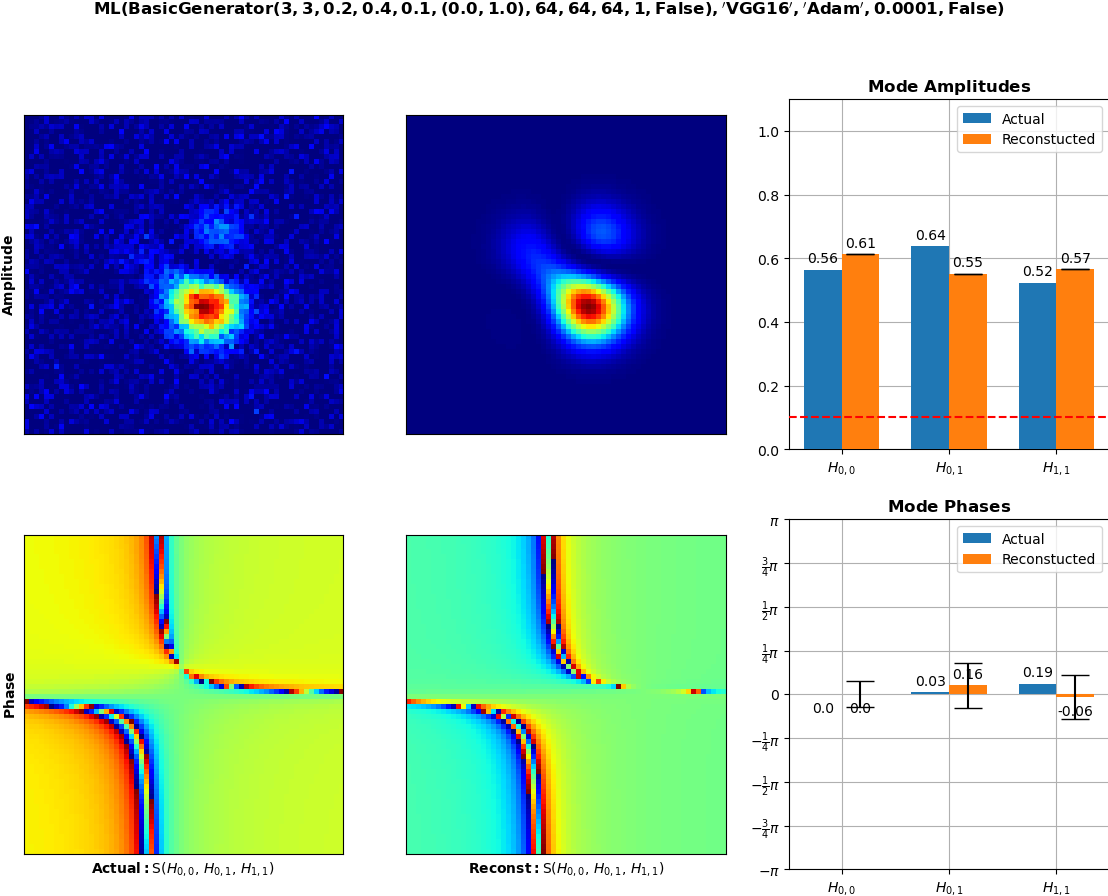 ML(BasicGenerator(3, 3, 0.2, 0.4, 0.1, (0.0, 1.0), 64, 64, 64, 1, False), ′VGG16′, ′Adam′, 0.0001, False)
Amplitude
Mode Amplitudes
Actual
Reconstucted
1.0
0.8
0.6
0.4
0.2
0.0
0.56
0.61
0.64
0.55
0.52
0.57
H0,0
H0,1
H1,1
Phase
Actual: S(H0,0, H0,1, H1,1)
Reconst: S(H0,0, H0,1, H1,1)
Mode Phases
Actual
Reconstucted
π
3/4π
1/2π
1/4π
0
−1/4π
−1/2π
−3/4π
−π
0.0
0.0
0.03
0.16
0.19
-0.06
H0,0
H0,1
H1,1